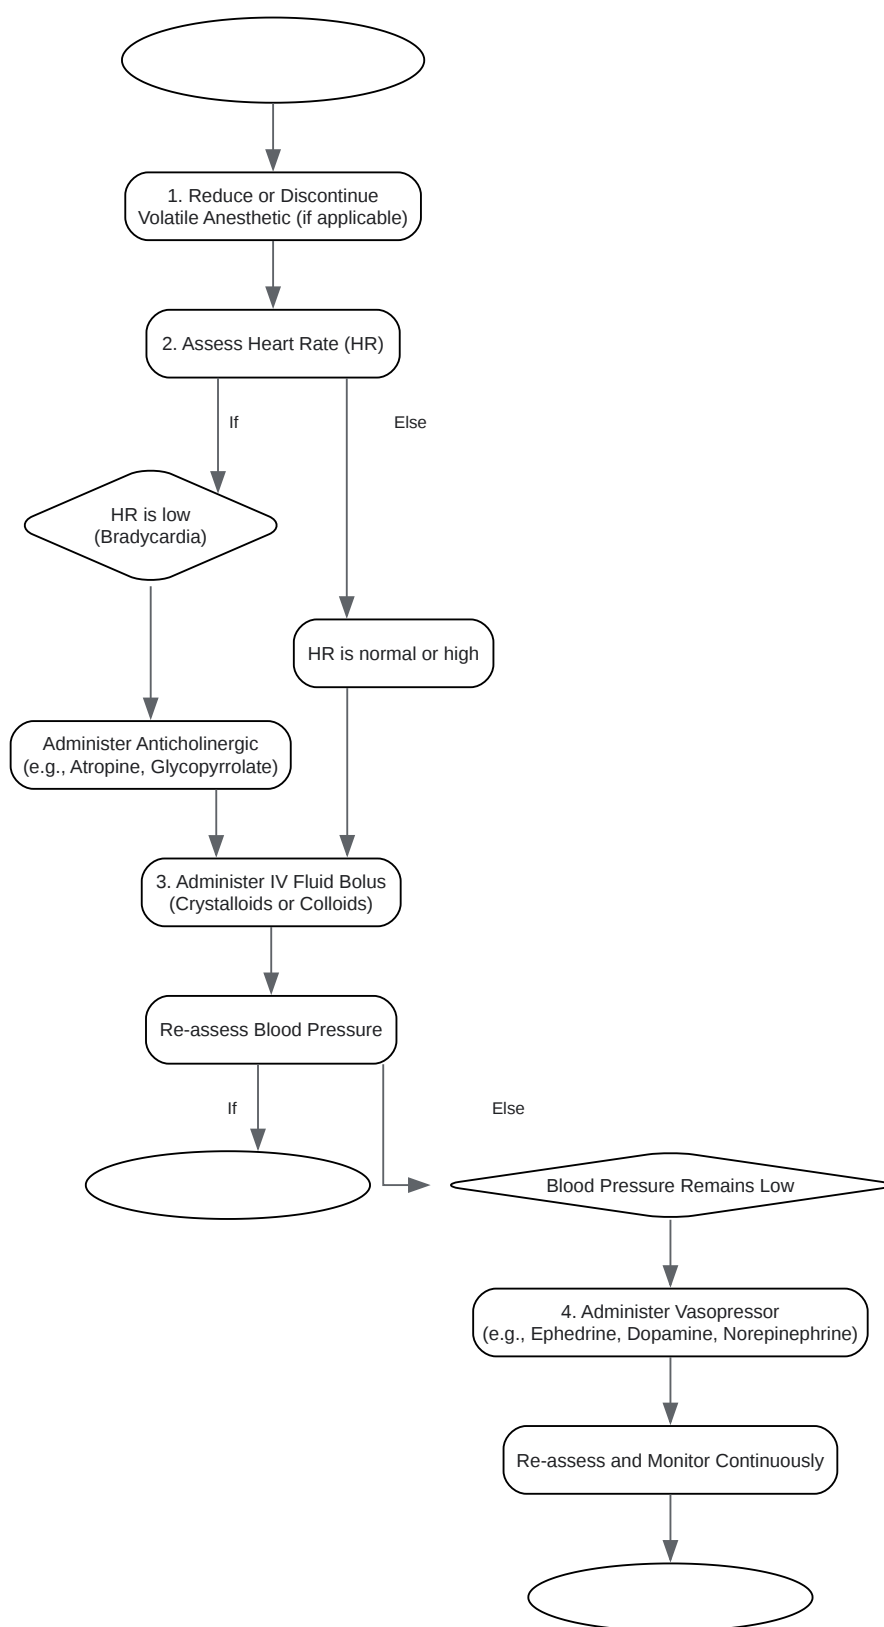 1. Reduce or Discontinue
Volatile Anesthetic (if applicable)
2. Assess Heart Rate (HR)
If
Else
HR is low
(Bradycardia)
HR is normal or high
Administer Anticholinergic
(e.g., Atropine, Glycopyrrolate)
3. Administer IV Fluid Bolus
(Crystalloids or Colloids)
Re-assess Blood Pressure
If
Else
Blood Pressure Remains Low
4. Administer Vasopressor
(e.g., Ephedrine, Dopamine, Norepinephrine)
Re-assess and Monitor Continuously